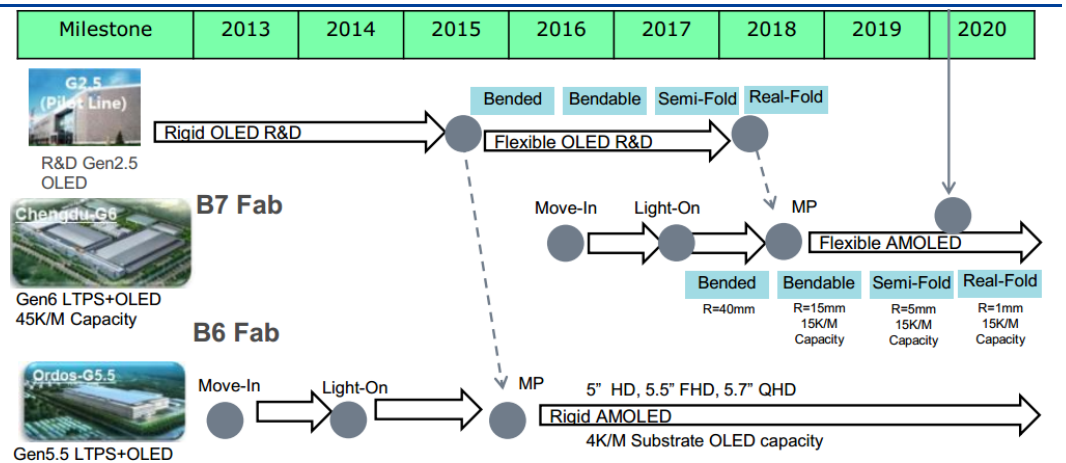 Milestone 2013 2014 2015 2016 2017 2018 2019 2020
G2.5
(Pilot Line)
Bended Bendable Semi-Fold Real-Fold
Rigid OLED R&D
Flexible OLED R&D
R&D Gen2.5
OLED
B7 Fab
Chengdu-G6
Move-In Light-On MP
Flexible AMOLED
Gen6 LTPS+OLED
45K/M Capacity
Bended Bendable Semi-Fold Real-Fold
R=40mm R=15mm R=5mm R=1mm
15K/M 15K/M 15K/M
Capacity Capacity Capacity
B6 Fab
Ordos-G5.5
Move-In Light-On MP
5” HD, 5.5” FHD, 5.7” QHD
Rigid AMOLED
4K/M Substrate OLED capacity
Gen5.5 LTPS+OLED